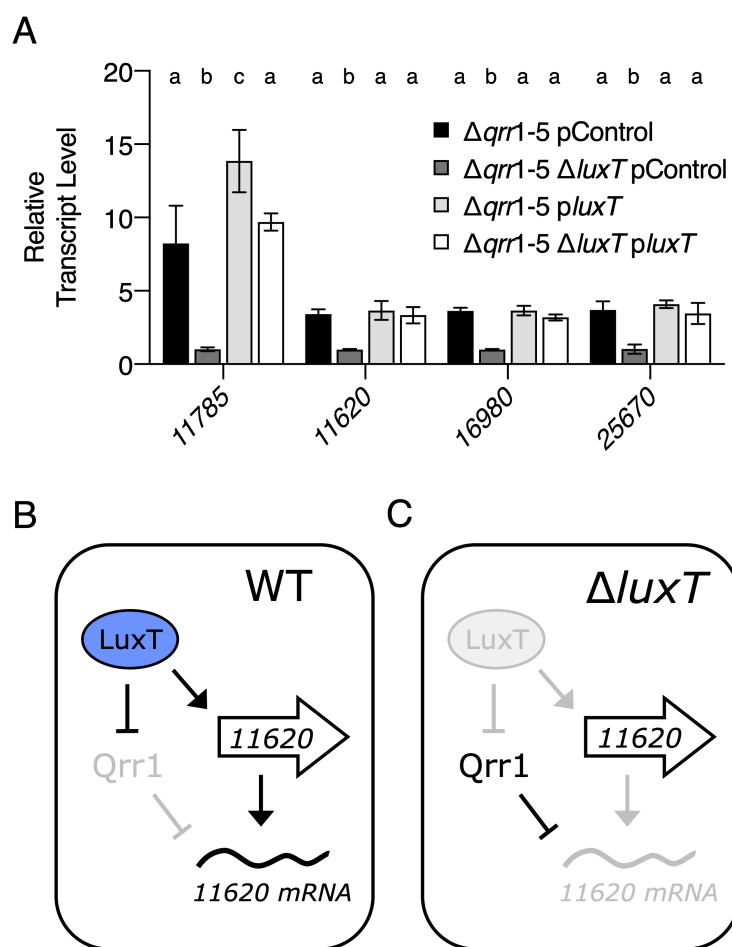 A
20
15
10
5
0
Relative
Transcript Level
a b c a a b a a a b a a a b a a
Δqrr1-5 pControl
Δqrr1-5 ΔluxT pControl
Δqrr1-5 pluxT
Δqrr1-5 ΔluxT pluxT
11785
11620
16980
25670
B
WT
LuxT
11620
Qrr1
11620 mRNA
C
ΔluxT
LuxT
11620
Qrr1
11620 mRNA